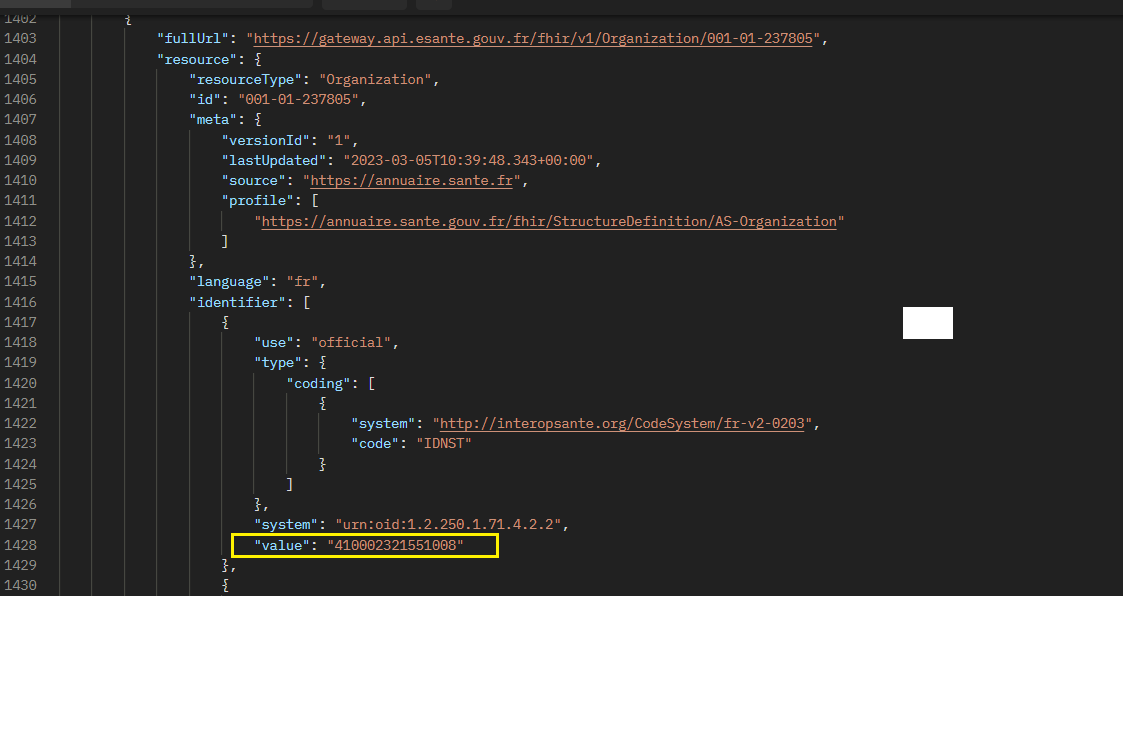 1402 {
1403 "fullUrl": "https://gateway.api.esante.gouv.fr/fhir/v1/Organization/001-01-237805",
1404 "resource": {
1405 "resourceType": "Organization",
1406 "id": "001-01-237805",
1407 "meta": {
1408 "versionId": "1",
1409 "lastUpdated": "2023-03-05T10:39:48.343+00:00",
1410 "source": "https://annuaire.sante.fr",
1411 "profile": [
1412 "https://annuaire.sante.gouv.fr/fhir/StructureDefinition/AS-Organization"
1413 ]
1414 },
1415 "language": "fr",
1416 "identifier": [
1417 {
1418 "use": "official",
1419 "type": {
1420 "coding": [
1421 {
1422 "system": "http://interopsante.org/CodeSystem/fr-v2-0203",
1423 "code": "IDNST"
1424 }
1425 ]
1426 },
1427 "system": "urn:oid:1.2.250.1.71.4.2.2",
1428 "value": "410002321551008"
1429 },
1430 {